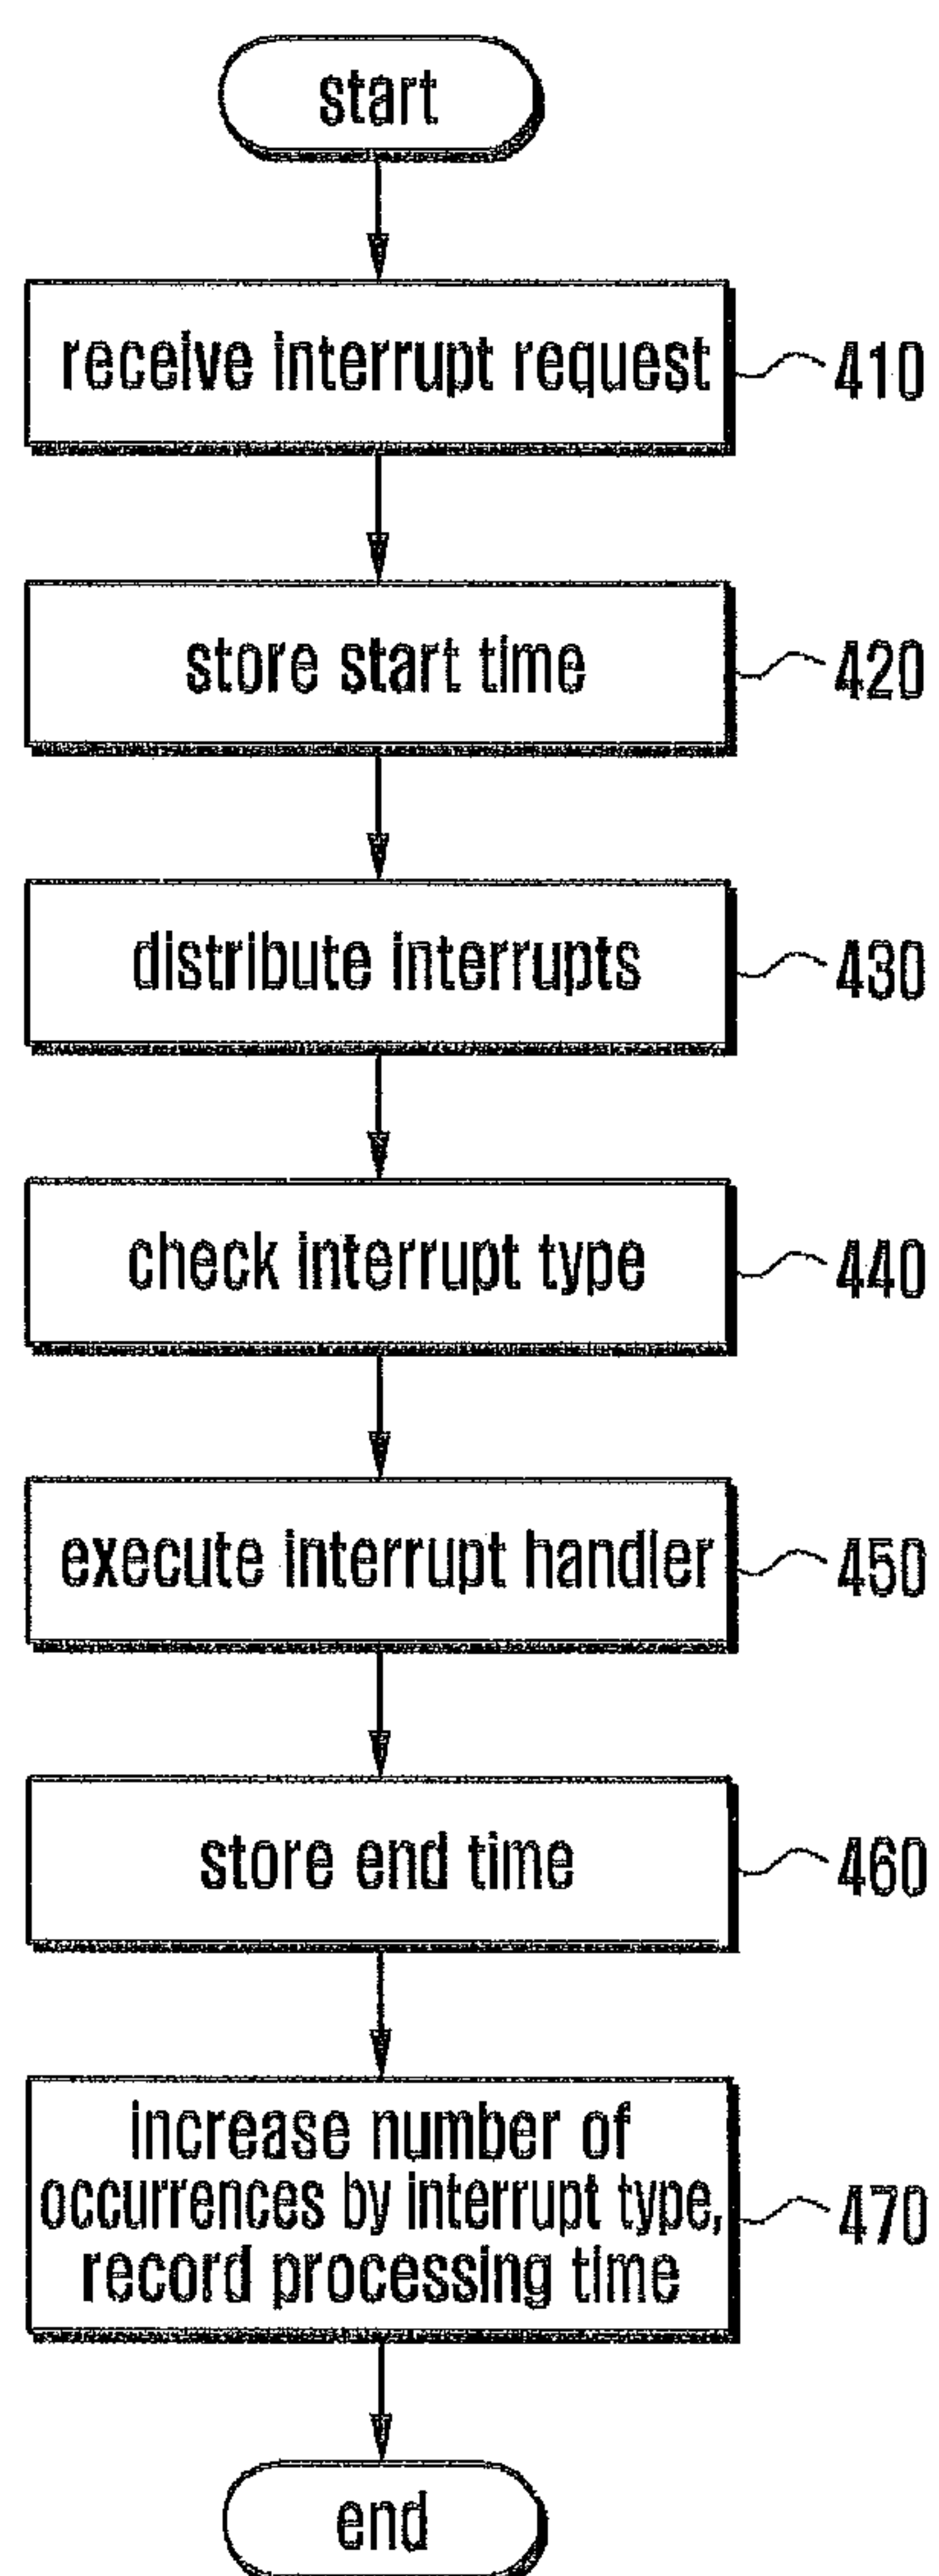 start
receive interrupt request
410
store start time
420
distribute interrupts
430
check interrupt type
440
execute interrupt handler
450
store end time
460
increase number of
occurrences by interrupt type,
record processing time
470
end